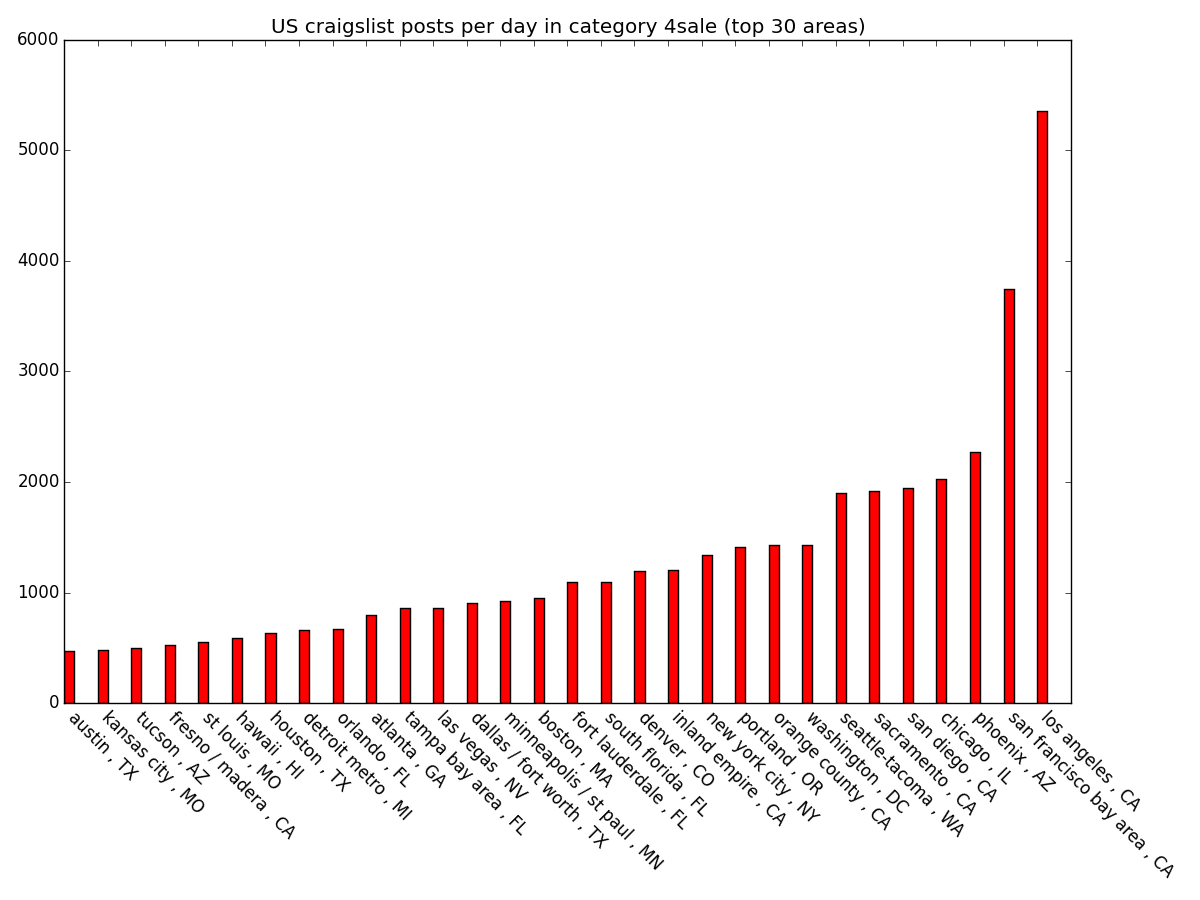 US craigslist posts per day in category 4sale (top 30 areas)
6000
5000
4000
3000
2000
1000
0
austin , TX
kansas city , MO
tucson , AZ
fresno / madera , CA
st louis , MO
hawaii , HI
houston , TX
detroit metro , MI
orlando , FL
atlanta , GA
tampa bay area , FL
las vegas , NV
dallas / fort worth , TX
minneapolis / st paul , MN
boston , MA
fort lauderdale , FL
south florida , FL
denver , CO
inland empire , CA
new york city , NY
portland , OR
orange county , CA
washington , DC
seattle-tacoma , WA
sacramento , CA
san diego , CA
chicago , IL
phoenix , AZ
san francisco bay area , CA
los angeles , CA